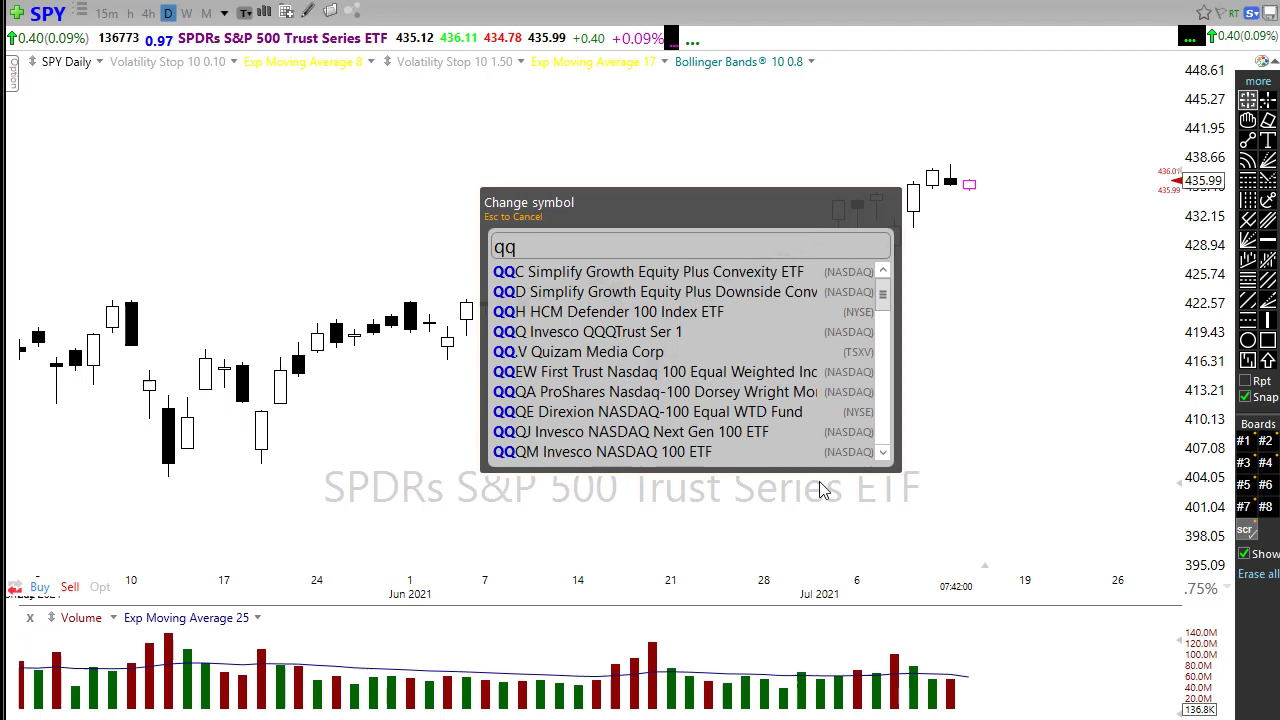 SPY 15m h 4h D W M T RT S
0.40(0.09%) 136773 0.97 SPDRs S&P 500 Trust Series ETF 435.12 436.11 434.78 435.99 +0.40 +0.09% ... ... ... 0.40(0.09%)
Option
SPY Daily Volatility Stop 10 0.10 Exp Moving Average 8 Volatility Stop 10 1.50 Exp Moving Average 17 Bollinger Bands® 10 0.8
448.61
445.27
441.95
438.66
436.01
435.99
435.99
432.15
428.94
425.74
422.57
419.43
416.31
413.21
410.13
407.08
404.05
401.04
398.05
395.09
.75%
more
T
Rpt
Snap
Boards
#1 #2
#3 #4
#5 #6
#7 #8
scr
Show
Erase all
Change symbol
Esc to Cancel
qq
QQC Simplify Growth Equity Plus Convexity ETF (NASDAQ)
QQD Simplify Growth Equity Plus Downside Conv (NASDAQ)
QQH HCM Defender 100 Index ETF (NYSE)
QQQ Invesco QQQTrust Ser 1 (NASDAQ)
QQ.V Quizam Media Corp (TSXV)
QQEW First Trust Nasdaq 100 Equal Weighted Inc (NASDAQ)
QQQA ProShares Nasdaq-100 Dorsey Wright Mo (NASDAQ)
QQQE Direxion NASDAQ-100 Equal WTD Fund (NYSE)
QQQJ Invesco NASDAQ Next Gen 100 ETF (NASDAQ)
QQQM Invesco NASDAQ 100 ETF (NASDAQ)
SPDRs S&P 500 Trust Series ETF
Buy Sell Opt
10 17 24 1 7 14 21 28 6 07:42:00 19 26
Jun 2021 Jul 2021
x Volume Exp Moving Average 25
140.0M
120.0M
100.0M
80.0M
60.0M
40.0M
20.0M
136.8K